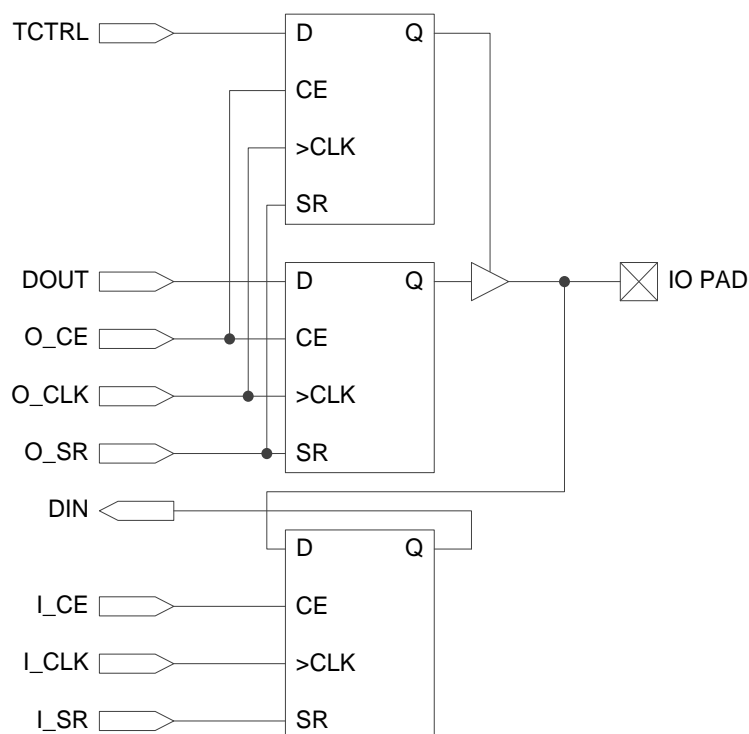 TCTRL
D Q
CE
>CLK
SR
DOUT
D Q
IO PAD
O_CE
CE
O_CLK
>CLK
O_SR
SR
DIN
D Q
I_CE
CE
I_CLK
>CLK
I_SR
SR